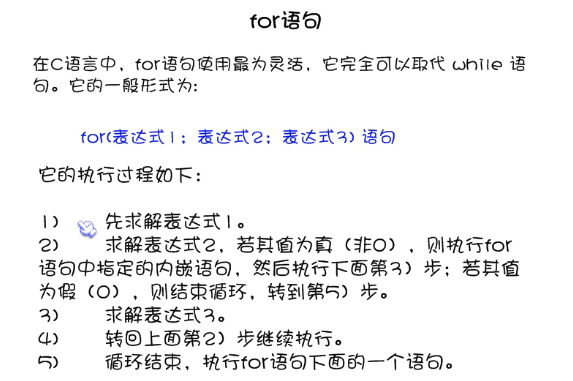 for语句
在C语言中，for语句使用最为灵活，它完全可以取代 while 语
句。它的一般形式为：
for(表达式1；表达式2；表达式3) 语句
它的执行过程如下：
1) 先求解表达式1。
2) 求解表达式2，若其值为真（非0），则执行for
语句中指定的内嵌语句，然后执行下面第3）步；若其值
为假（0），则结束循环，转到第5）步。
3) 求解表达式3。
4) 转回上面第2）步继续执行。
5) 循环结束，执行for语句下面的一个语句。